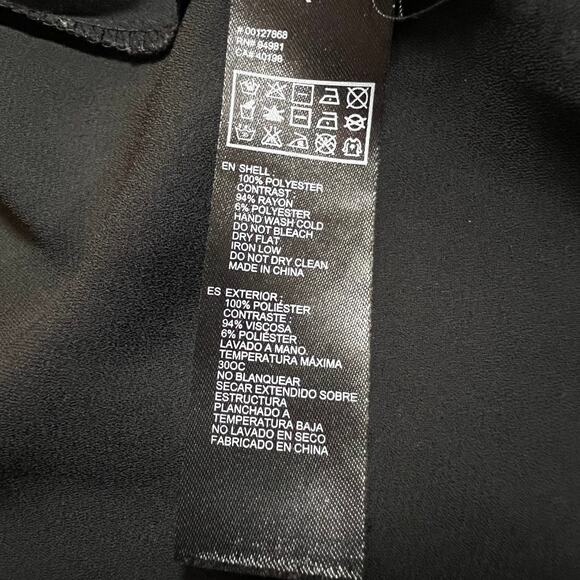 # 00127868
RN# 94981
CA# 40196
EN SHELL :
100% POLYESTER
CONTRAST :
94% RAYON
6% POLYESTER
HAND WASH COLD
DO NOT BLEACH
DRY FLAT
IRON LOW
DO NOT DRY CLEAN
MADE IN CHINA
ES EXTERIOR :
100% POLIÉSTER
CONTRASTE :
94% VISCOSA
6% POLIÉSTER
LAVADO A MANO.
TEMPERATURA MÁXIMA
30OC
NO BLANQUEAR
SECAR EXTENDIDO SOBRE
ESTRUCTURA
PLANCHADO A
TEMPERATURA BAJA
NO LAVADO EN SECO
FABRICADO EN CHINA